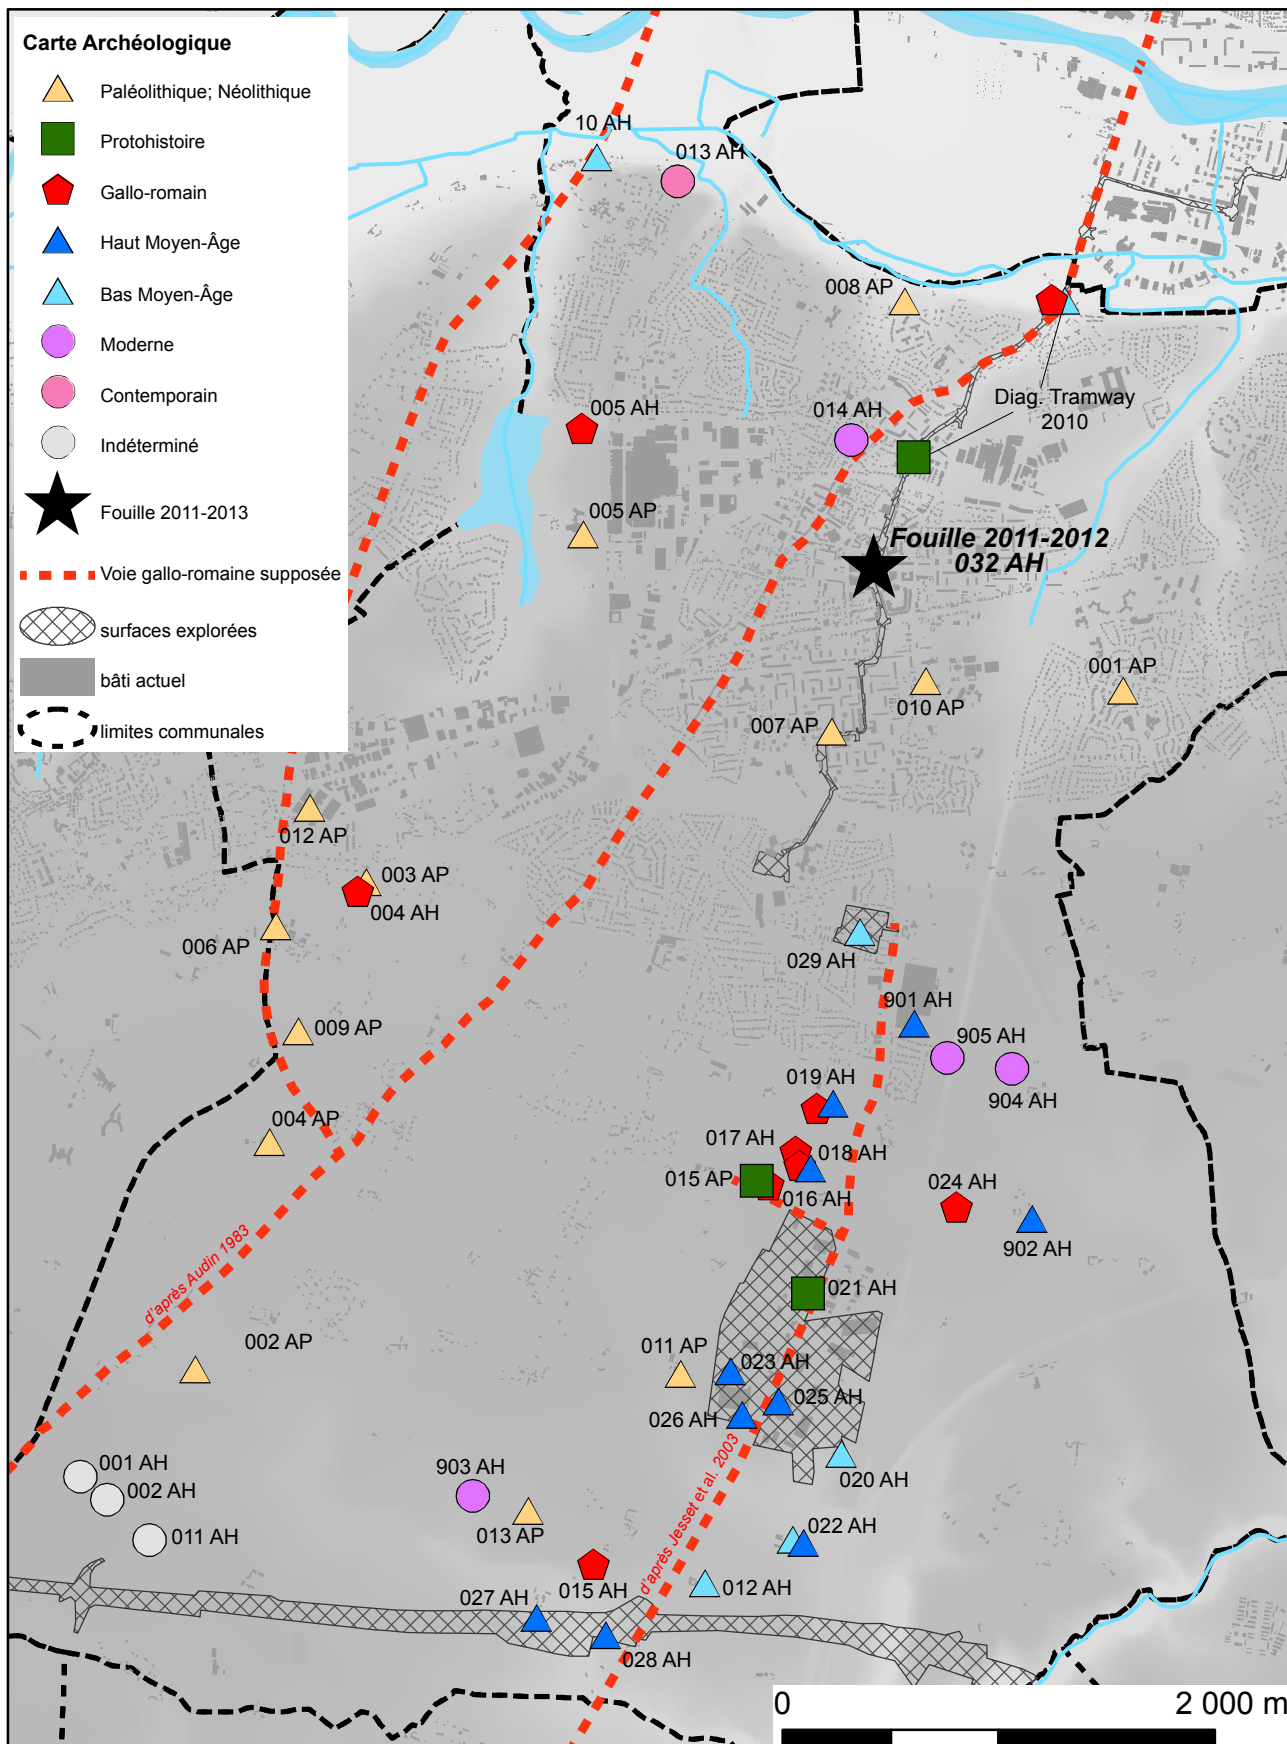 Carte Archéologique
Paléolithique; Néolithique
Protohistoire
Gallo-romain
Haut Moyen-Âge
Bas Moyen-Âge
Moderne
Contemporain
Indéterminé
Fouille 2011-2013
Voie gallo-romaine supposée
surfaces explorées
bâti actuel
limites communales
10 AH
013 AH
008 AP
Diag. Tramway
2010
005 AH
014 AH
005 AP
Fouille 2011-2012
032 AH
001 AP
010 AP
007 AP
012 AP
003 AP
004 AH
006 AP
029 AH
901 AH
009 AP
905 AH
904 AH
019 AH
004 AP
017 AH
018 AH
015 AP
016 AH
024 AH
902 AH
d'après Audin 1983
021 AH
002 AP
011 AP
023 AH
025 AH
026 AH
001 AH
002 AH
903 AH
020 AH
011 AH
013 AP
d'après Jesset et al. 2003
022 AH
015 AH
012 AH
027 AH
028 AH
0
2 000 m